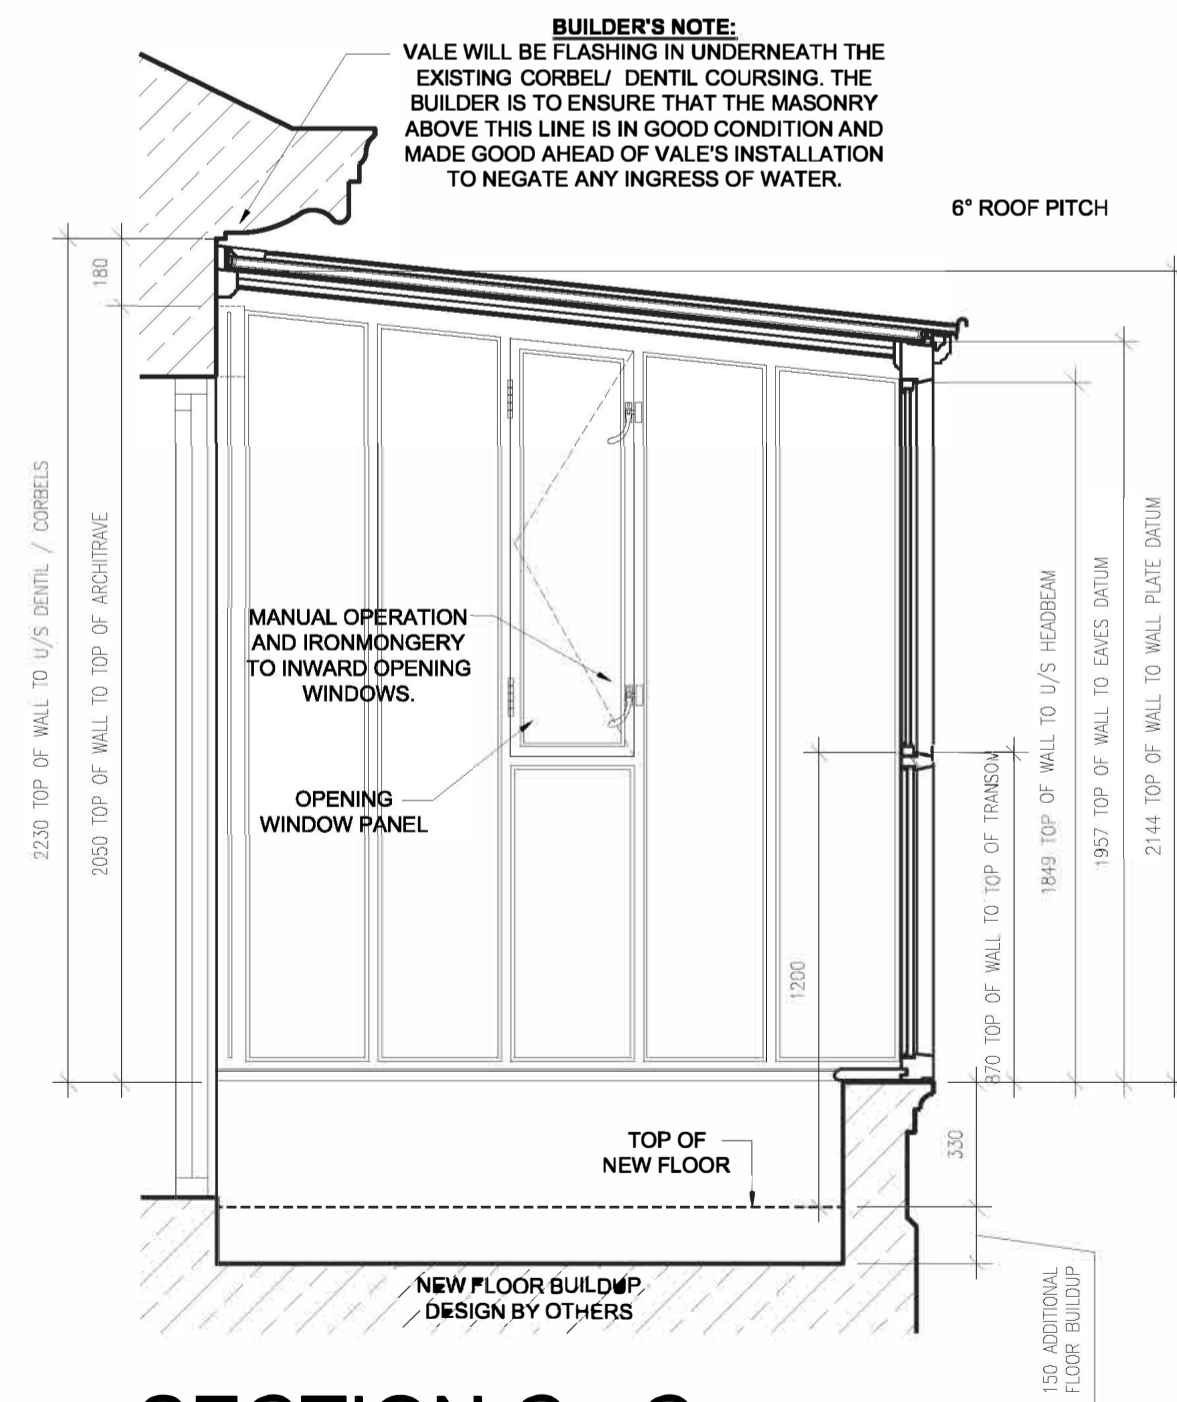 BUILDER'S NOTE:
VALE WILL BE FLASHING IN UNDERNEATH THE
EXISTING CORBEL/ DENTIL COURSING. THE
BUILDER IS TO ENSURE THAT THE MASONRY
ABOVE THIS LINE IS IN GOOD CONDITION AND
MADE GOOD AHEAD OF VALE'S INSTALLATION
TO NEGATE ANY INGRESS OF WATER.
6° ROOF PITCH
180
2230 TOP OF WALL TO U/S DENTIL / CORBELS
2050 TOP OF WALL TO TOP OF ARCHITRAVE
MANUAL OPERATION
AND IRONMONGERY
TO INWARD OPENING
WINDOWS.
OPENING
WINDOW PANEL
1200
870 TOP OF WALL TO TOP OF TRANSOM
1849 TOP OF WALL TO U/S HEADBEAM
1957 TOP OF WALL TO EAVES DATUM
2144 TOP OF WALL TO WALL PLATE DATUM
TOP OF
NEW FLOOR
330
NEW FLOOR BUILDUP
DESIGN BY OTHERS
150 ADDITIONAL
FLOOR BUILDUP